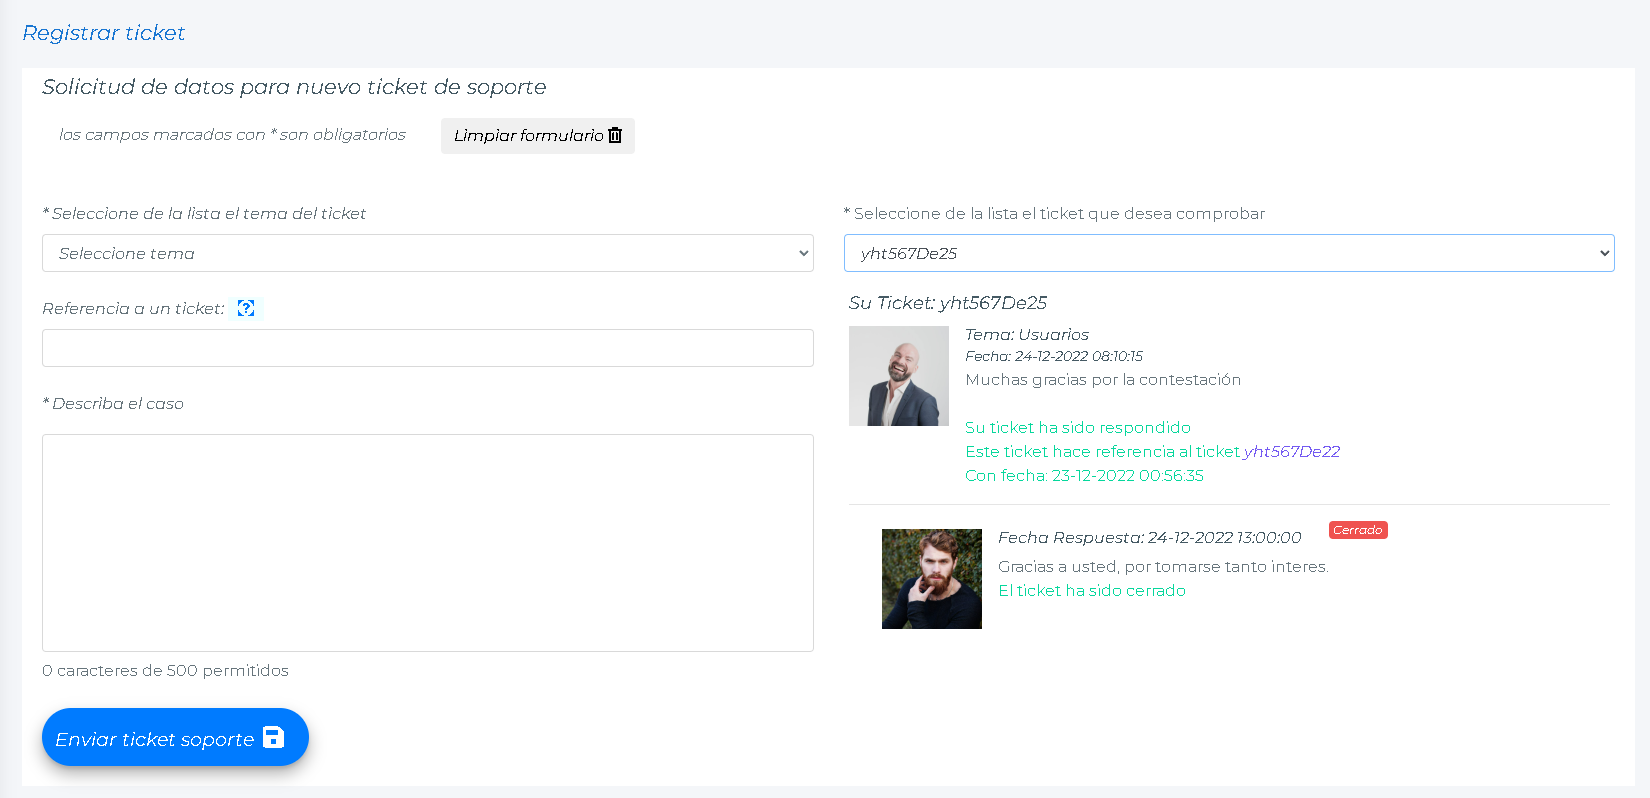 Registrar ticket
Solicitud de datos para nuevo ticket de soporte
los campos marcados con * son obligatorios
Limpiar formulario
* Seleccione de la lista el tema del ticket
Seleccione tema
Referencia a un ticket:
* Describa el caso
0 caracteres de 500 permitidos
Enviar ticket soporte
* Seleccione de la lista el ticket que desea comprobar
yht567De25
Su Ticket: yht567De25
Tema: Usuarios
Fecha: 24-12-2022 08:10:15
Muchas gracias por la contestación
Su ticket ha sido respondido
Este ticket hace referencia al ticket yht567De22
Con fecha: 23-12-2022 00:56:35
Fecha Respuesta: 24-12-2022 13:00:00
Cerrado
Gracias a usted, por tomarse tanto interes.
El ticket ha sido cerrado